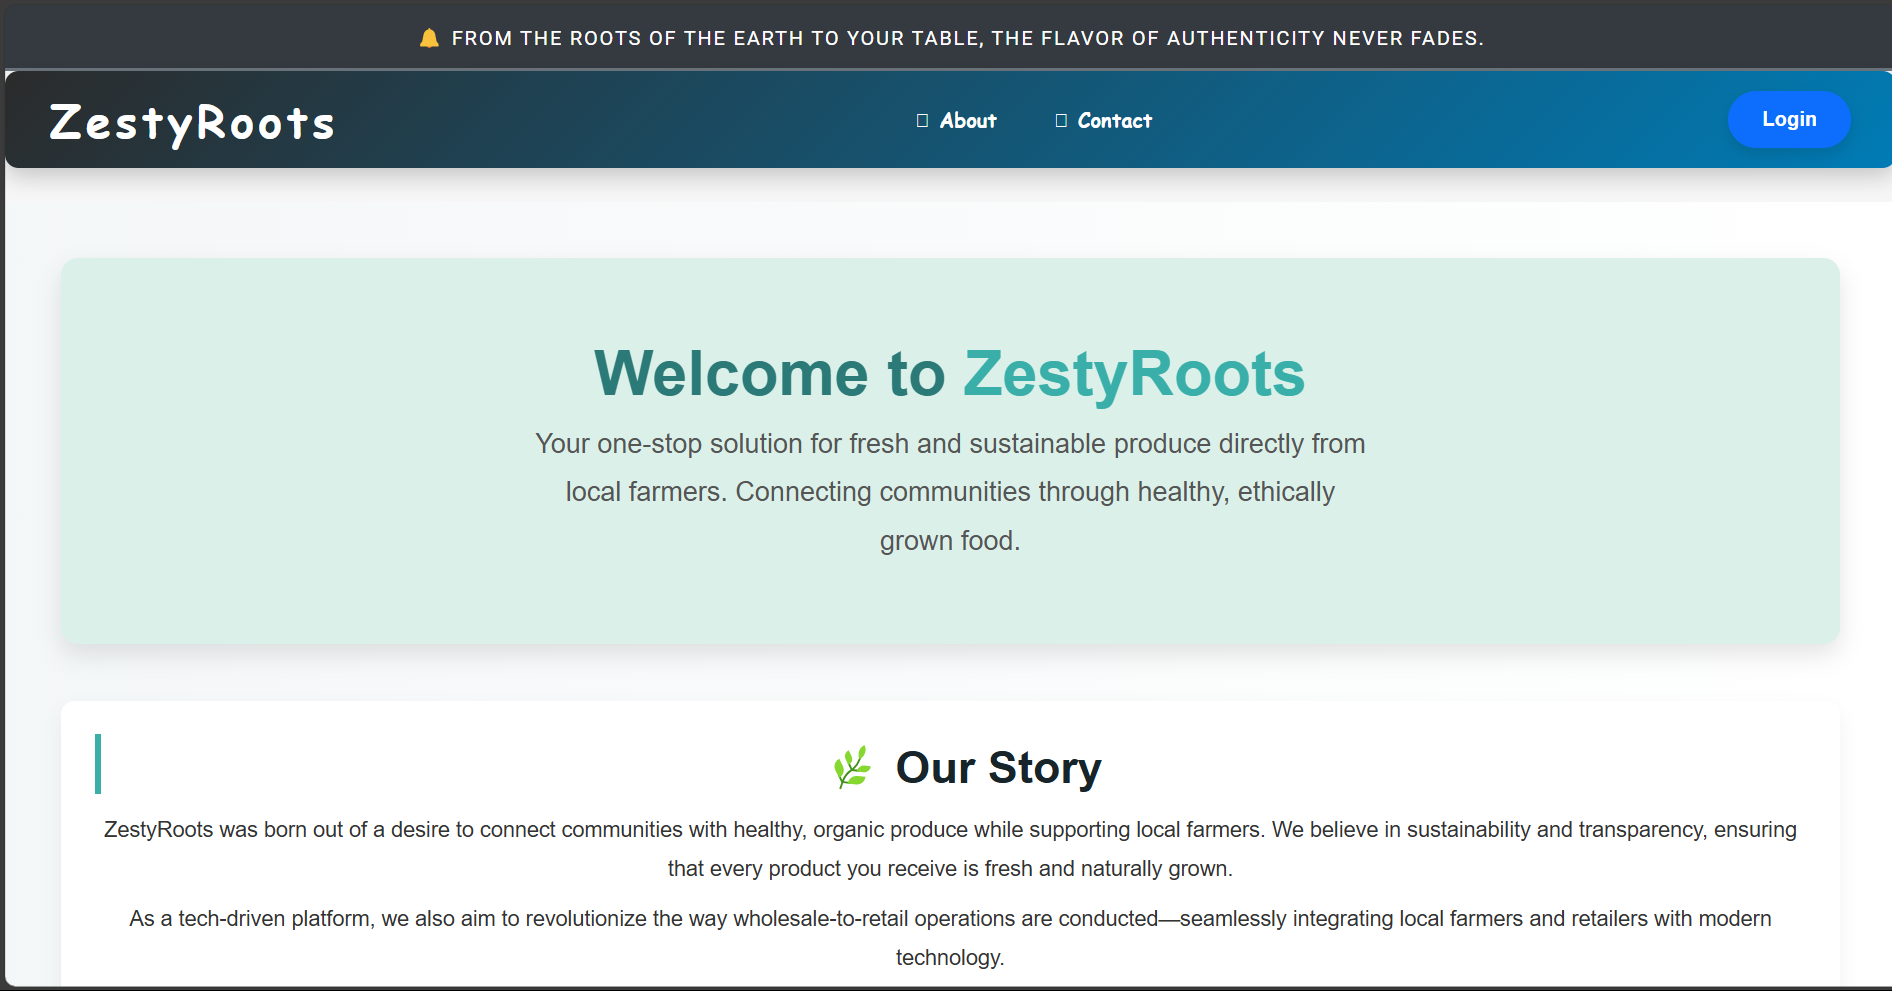 FROM THE ROOTS OF THE EARTH TO YOUR TABLE, THE FLAVOR OF AUTHENTICITY NEVER FADES.
ZestyRoots
About
Contact
Login
Welcome to ZestyRoots
Your one-stop solution for fresh and sustainable produce directly from
local farmers. Connecting communities through healthy, ethically
grown food.
Our Story
ZestyRoots was born out of a desire to connect communities with healthy, organic produce while supporting local farmers. We believe in sustainability and transparency, ensuring
that every product you receive is fresh and naturally grown.
As a tech-driven platform, we also aim to revolutionize the way wholesale-to-retail operations are conducted—seamlessly integrating local farmers and retailers with modern
technology.